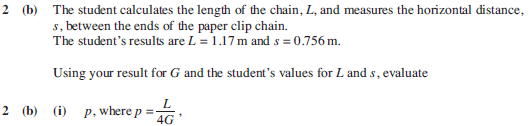 2 (b) The student calculates the length of the chain, L, and measures the horizontal distance,
s, between the ends of the paper clip chain.
The student's results are L = 1.17 m and s = 0.756 m.
Using your result for G and the student's values for L and s, evaluate
2 (b) (i) p, where p = L/4G ,